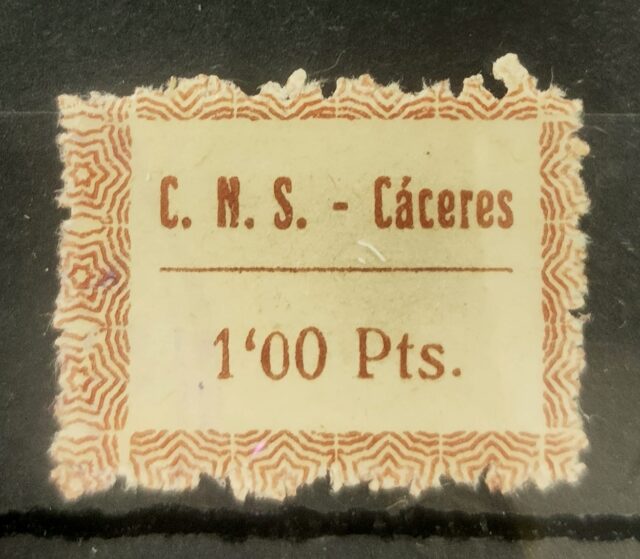 C. N. S. - Cáceres
1‘00 Pts.